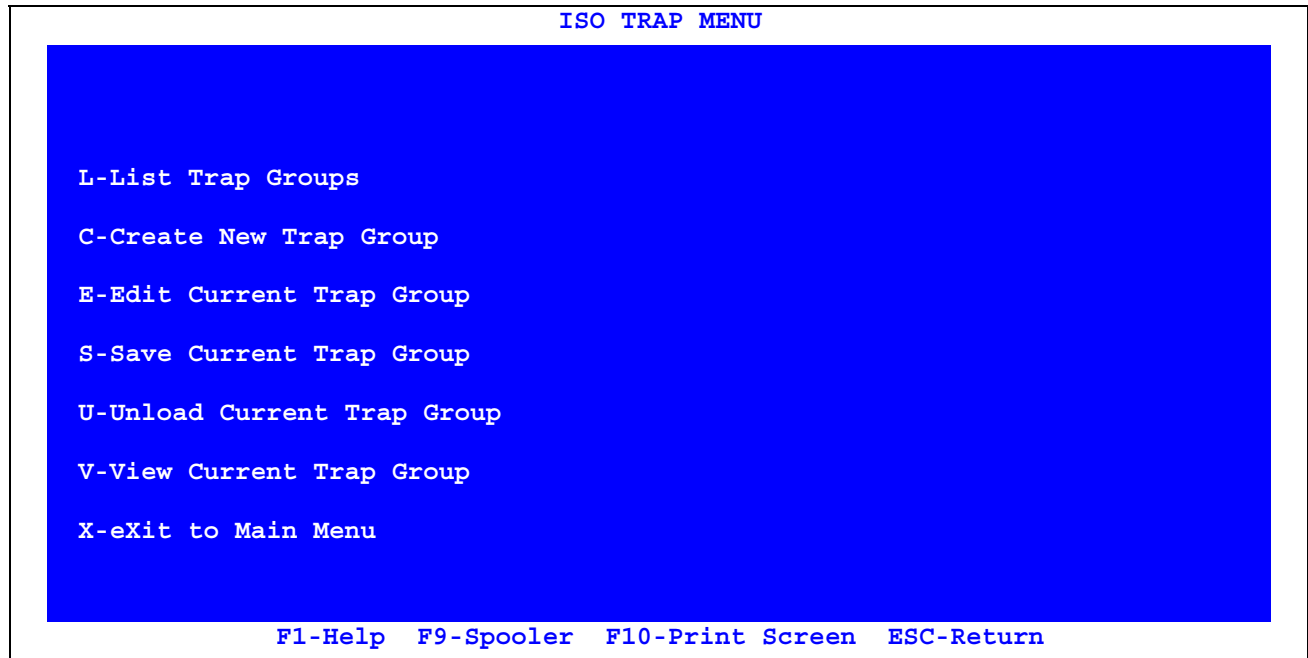 ISO TRAP MENU
L-List Trap Groups
C-Create New Trap Group
E-Edit Current Trap Group
S-Save Current Trap Group
U-Unload Current Trap Group
V-View Current Trap Group
X-eXit to Main Menu
F1-Help F9-Spooler F10-Print Screen ESC-Return